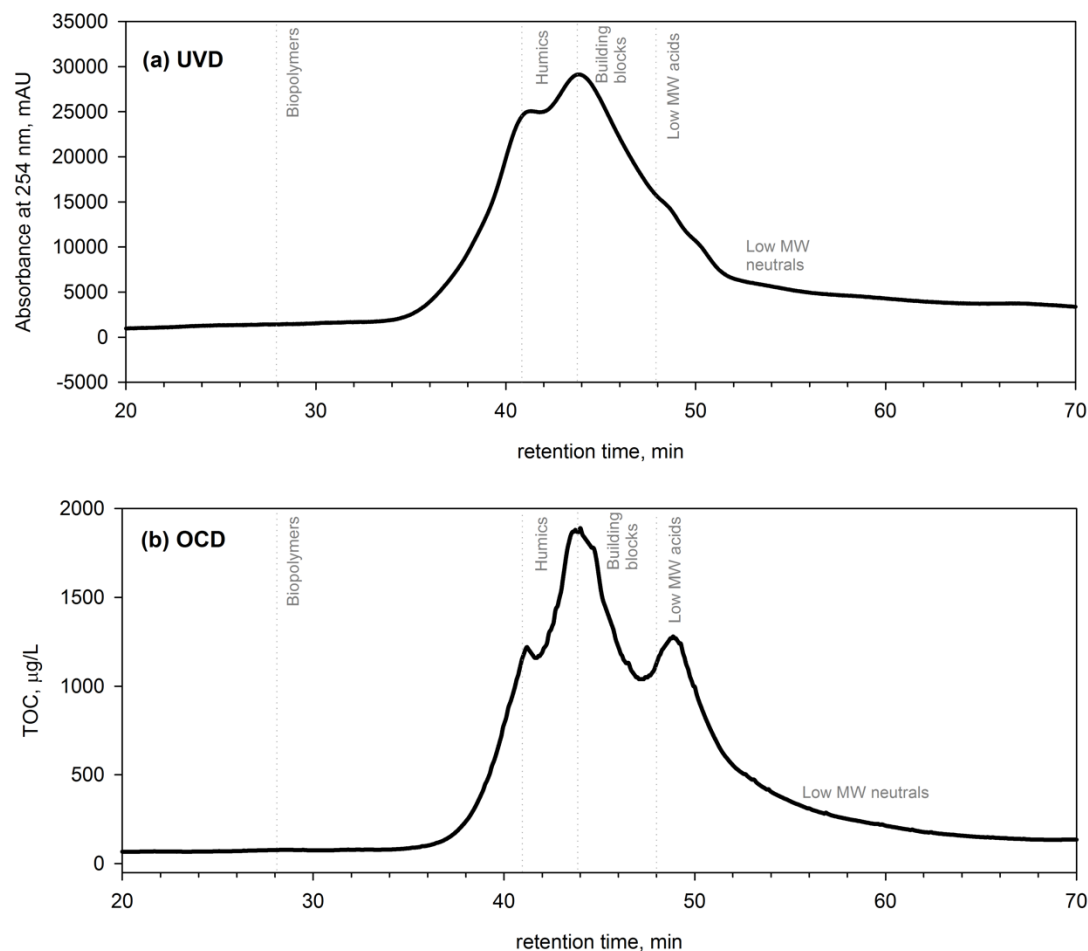 (a) UVD
Absorbance at 254 nm, mAU
35000
30000
25000
20000
15000
10000
5000
0
-5000
Biopolymers
Humics
Building
blocks
Low MW acids
Low MW
neutrals
20
30
40
50
60
70
retention time, min
(b) OCD
TOC, µg/L
2000
1500
1000
500
0
Biopolymers
Humics
Building
blocks
Low MW acids
Low MW neutrals
20
30
40
50
60
70
retention time, min